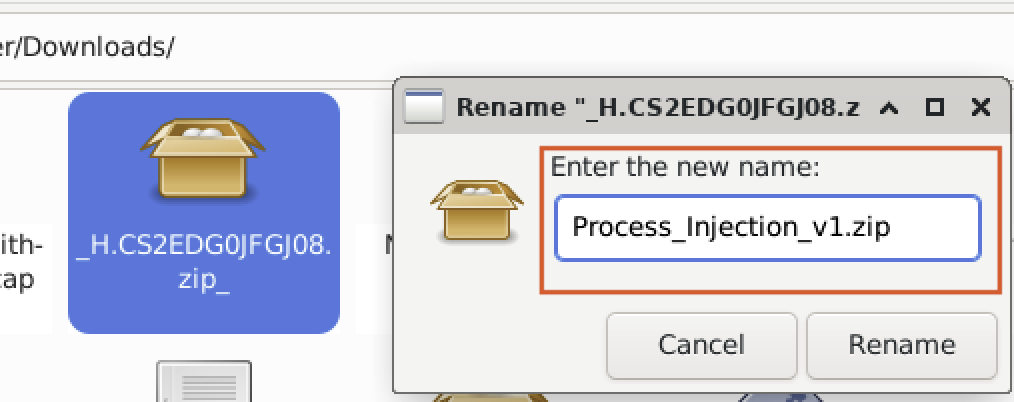 er/Downloads/
Rename "_H.CS2EDG0JFGJ08.z
Enter the new name:
Process_Injection_v1.zip
_H.CS2EDG0JFGJ08.
zip_
ith-
cap
Cancel
Rename